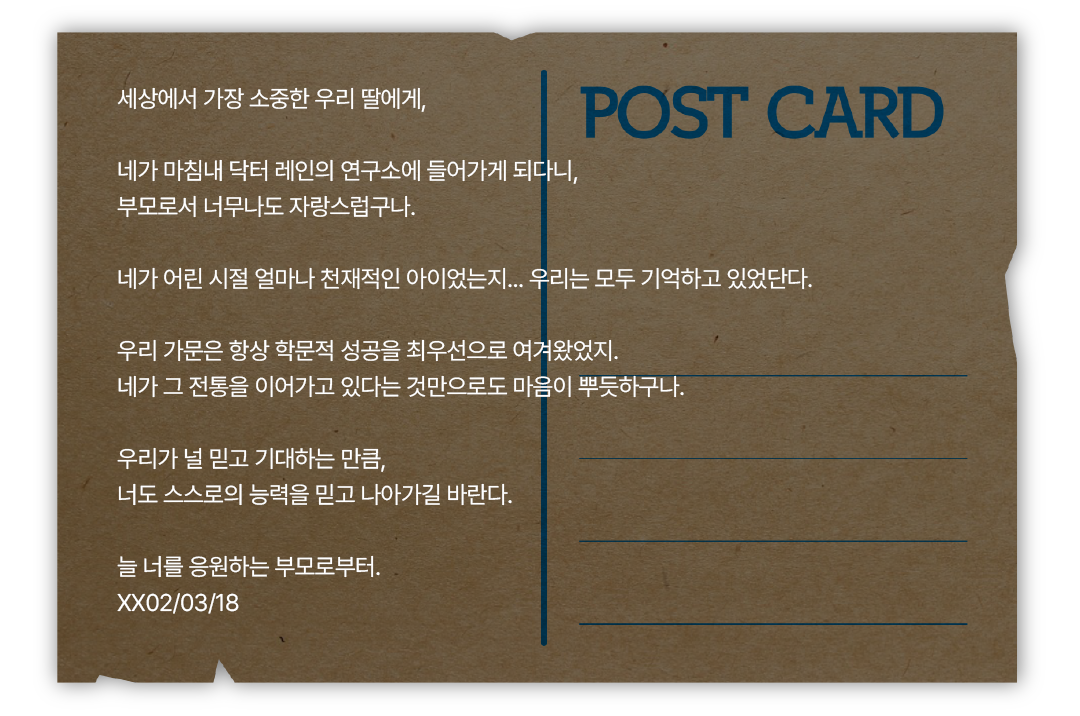 POST CARD
세상에서 가장 소중한 우리 딸에게,
네가 마침내 닥터 레인의 연구소에 들어가게 되다니,
부모로서 너무나도 자랑스럽구나.
네가 어린 시절 얼마나 천재적인 아이었는지... 우리는 모두 기억하고 있었단다.
우리 가문은 항상 학문적 성공을 최우선으로 여겨왔었지.
네가 그 전통을 이어가고 있다는 것만으로도 마음이 뿌듯하구나.
우리가 널 믿고 기대하는 만큼,
너도 스스로의 능력을 믿고 나아가길 바란다.
늘 너를 응원하는 부모로부터.
XX02/03/18